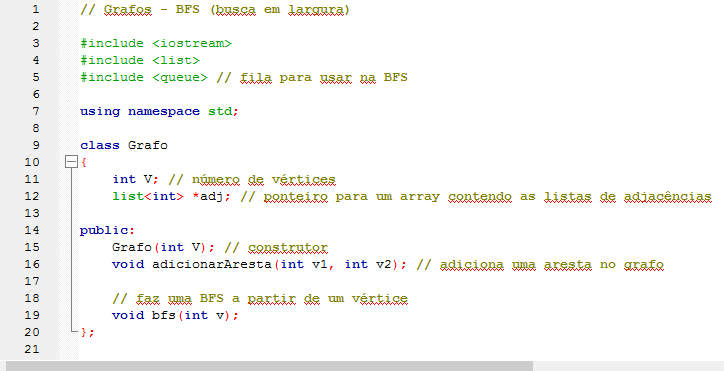 1 // Grafos - BFS (busca em largura)
2
3 #include <iostream>
4 #include <list>
5 #include <queue> // fila para usar na BFS
6
7 using namespace std;
8
9 class Grafo
10 {
11 int V; // número de vértices
12 list<int> *adj; // ponteiro para um array contendo as listas de adjacências
13
14 public:
15 Grafo(int V); // construtor
16 void adicionarAresta(int v1, int v2); // adiciona uma aresta no grafo
17
18 // faz uma BFS a partir de um vértice
19 void bfs(int v);
20 };
21